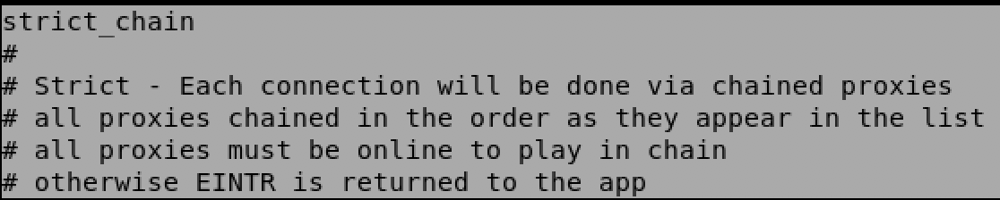 strict_chain
#
# Strict - Each connection will be done via chained proxies
# all proxies chained in the order as they appear in the list
# all proxies must be online to play in chain
# otherwise EINTR is returned to the app